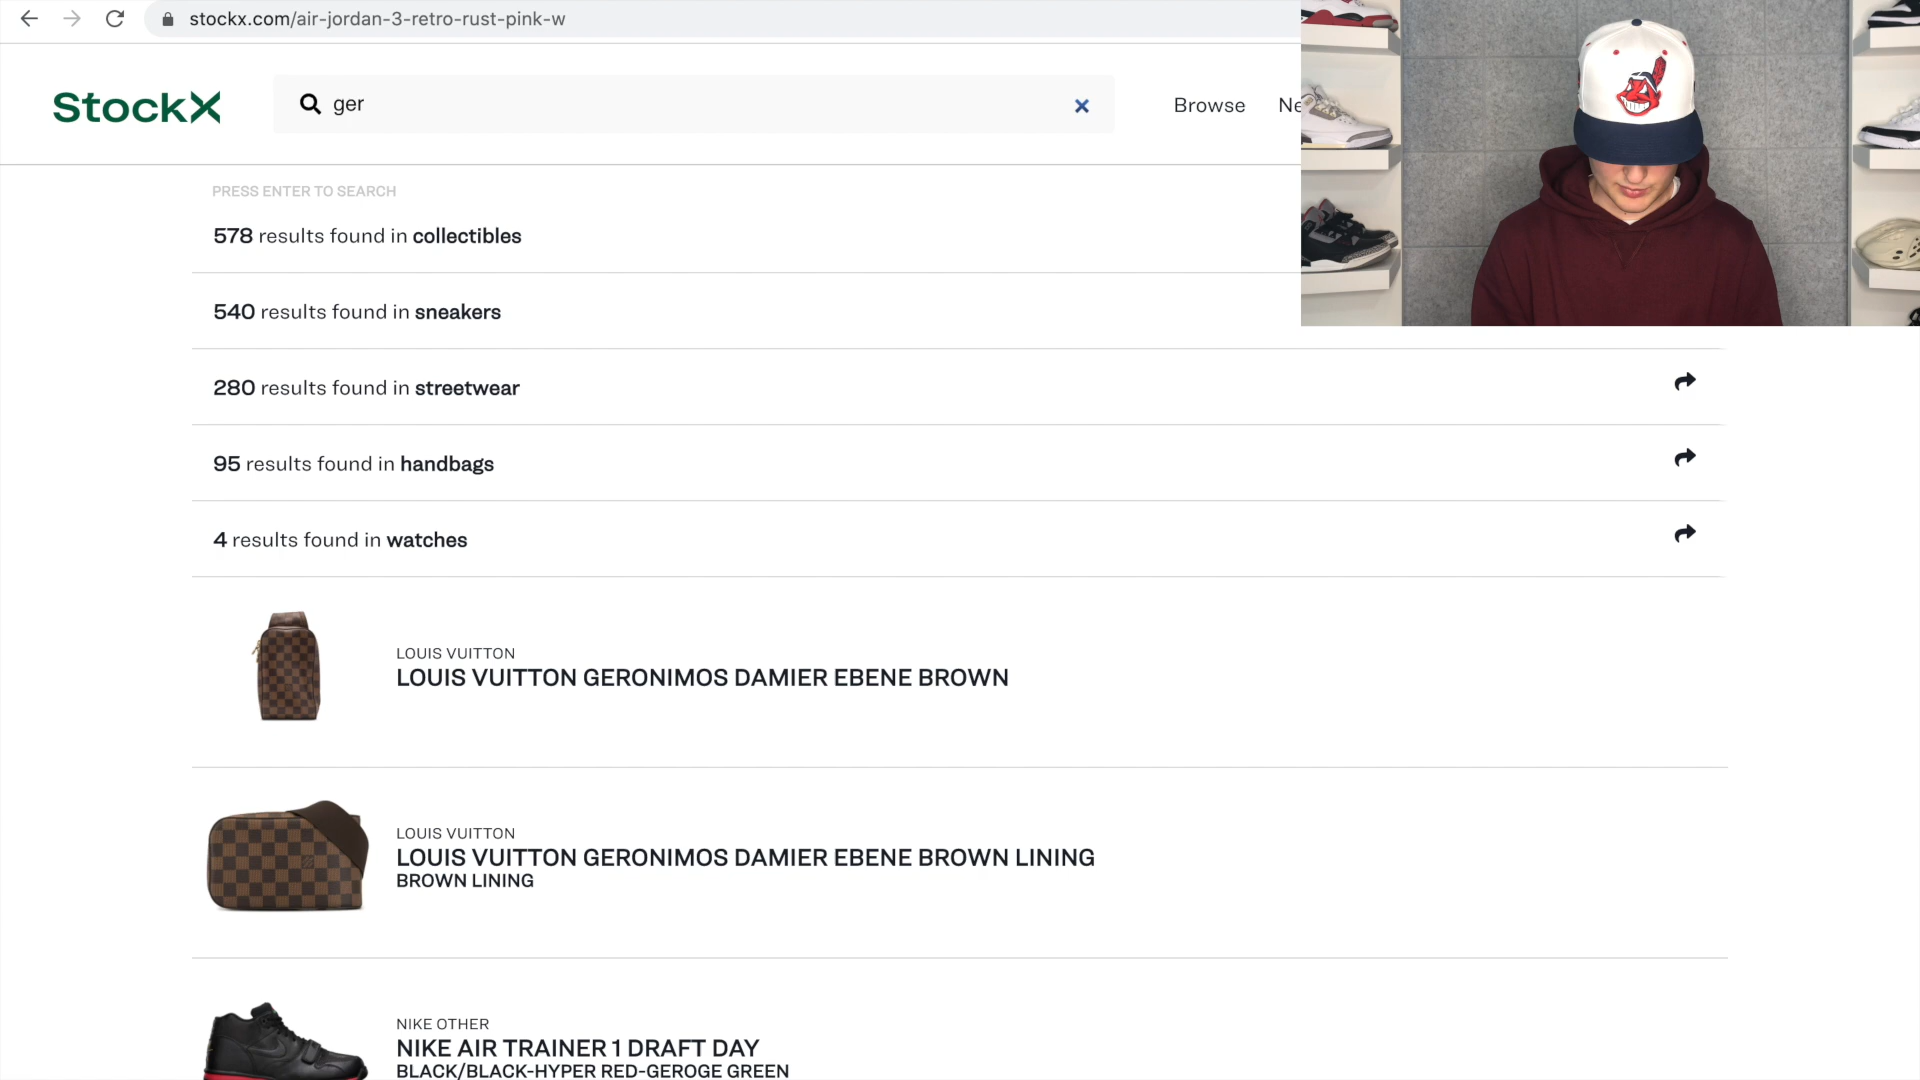 stockx.com/air-jordan-3-retro-rust-pink-w
StockX
ger
Browse
Ne
PRESS ENTER TO SEARCH
578 results found in collectibles
540 results found in sneakers
280 results found in streetwear
95 results found in handbags
4 results found in watches
LOUIS VUITTON
LOUIS VUITTON GERONIMOS DAMIER EBENE BROWN
LOUIS VUITTON
LOUIS VUITTON GERONIMOS DAMIER EBENE BROWN LINING
BROWN LINING
NIKE OTHER
NIKE AIR TRAINER 1 DRAFT DAY
BLACK/BLACK-HYPER RED-GEROGE GREEN